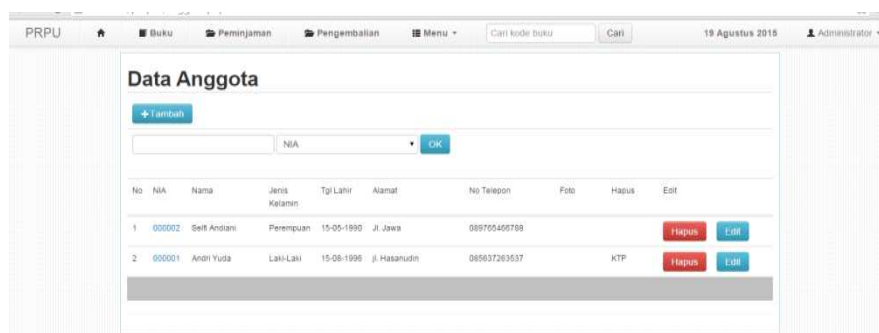 PRPU Buku Peminjaman Pengembalian Menu Cari kode buku Cari 19 Agustus 2015 Administrator
Data Anggota
+Tambah
NIA OK
No NIA Nama Jenis Kelamin Tgl Lahir Alamat No Telepon Foto Hapus Edit
1 000002 Selfi Andiani Perempuan 15-05-1990 Jl. Jawa 089765466798 Hapus Edit
2 000001 Andri Yuda Laki-Laki 15-08-1996 jl. Hasanudin 085637263537 KTP Hapus Edit